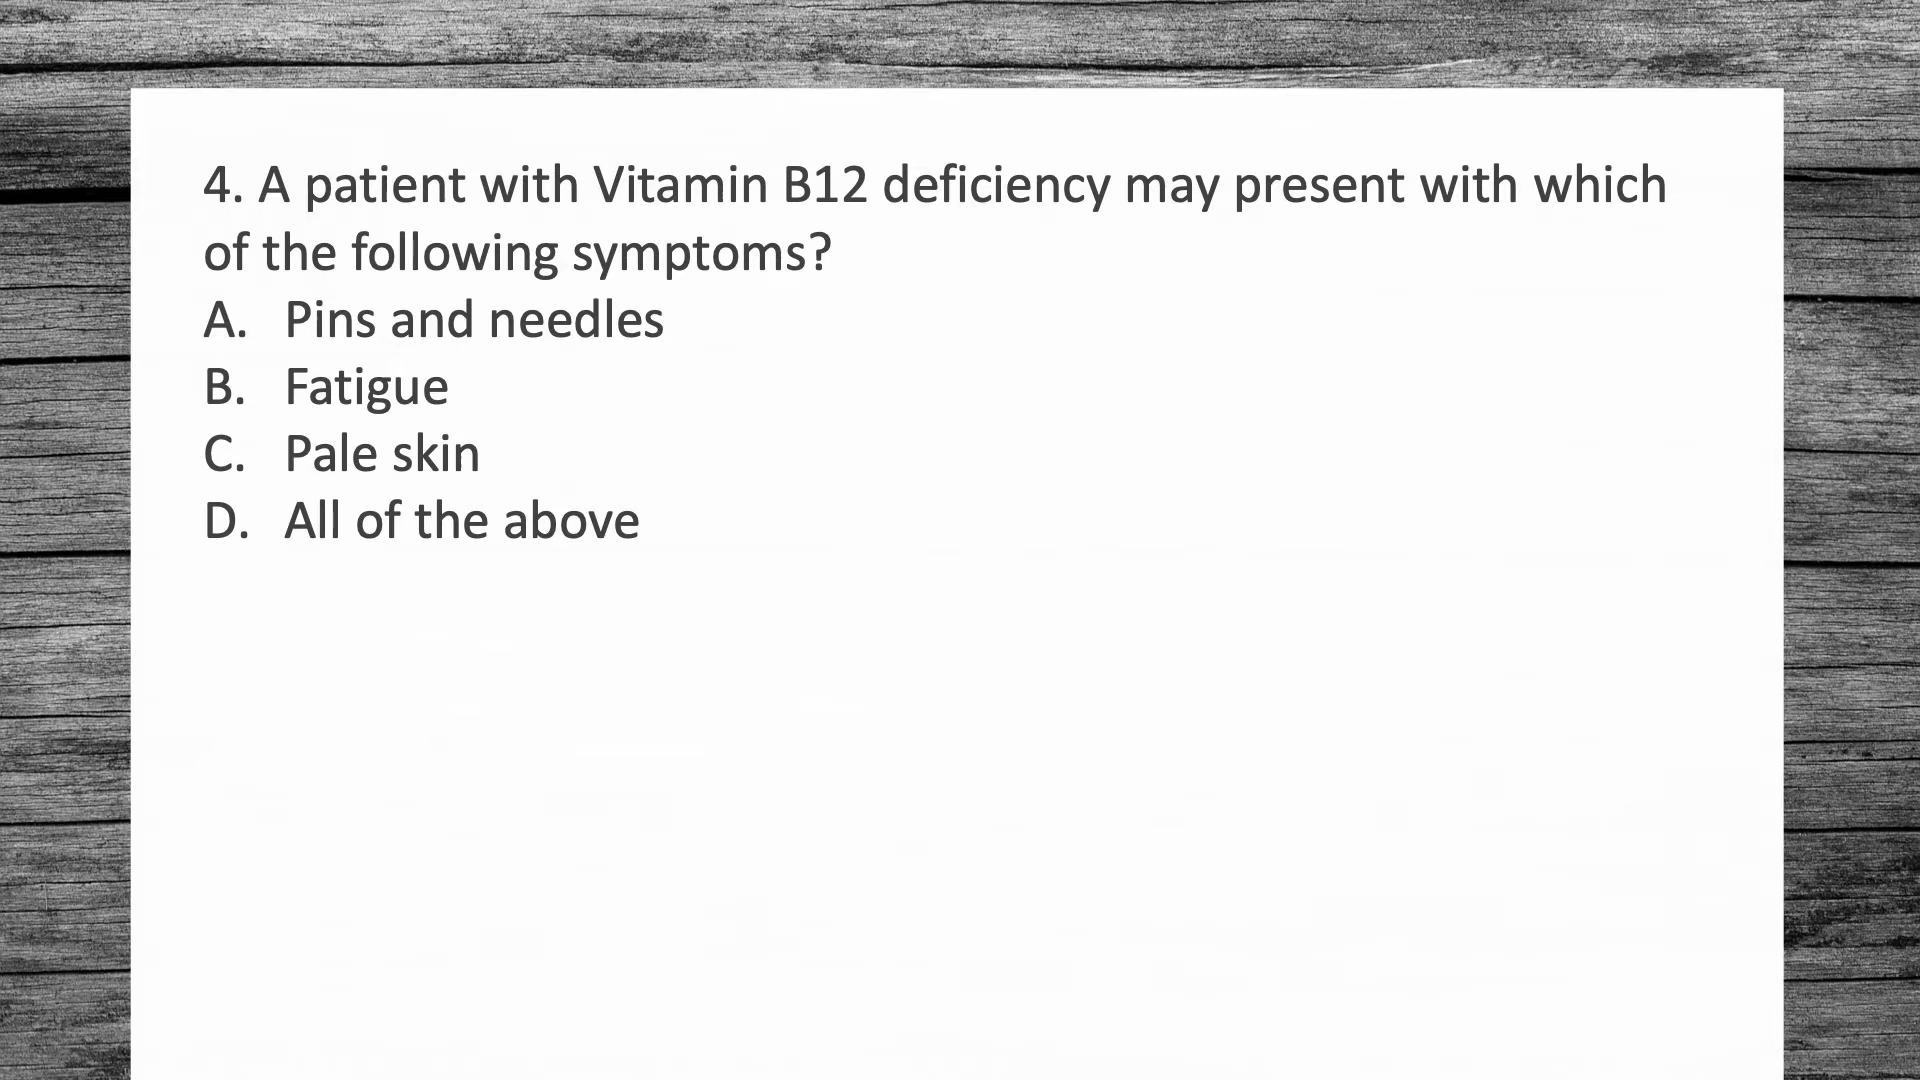 4. A patient with Vitamin B12 deficiency may present with which
of the following symptoms?
A. Pins and needles
B. Fatigue
C. Pale skin
D. All of the above